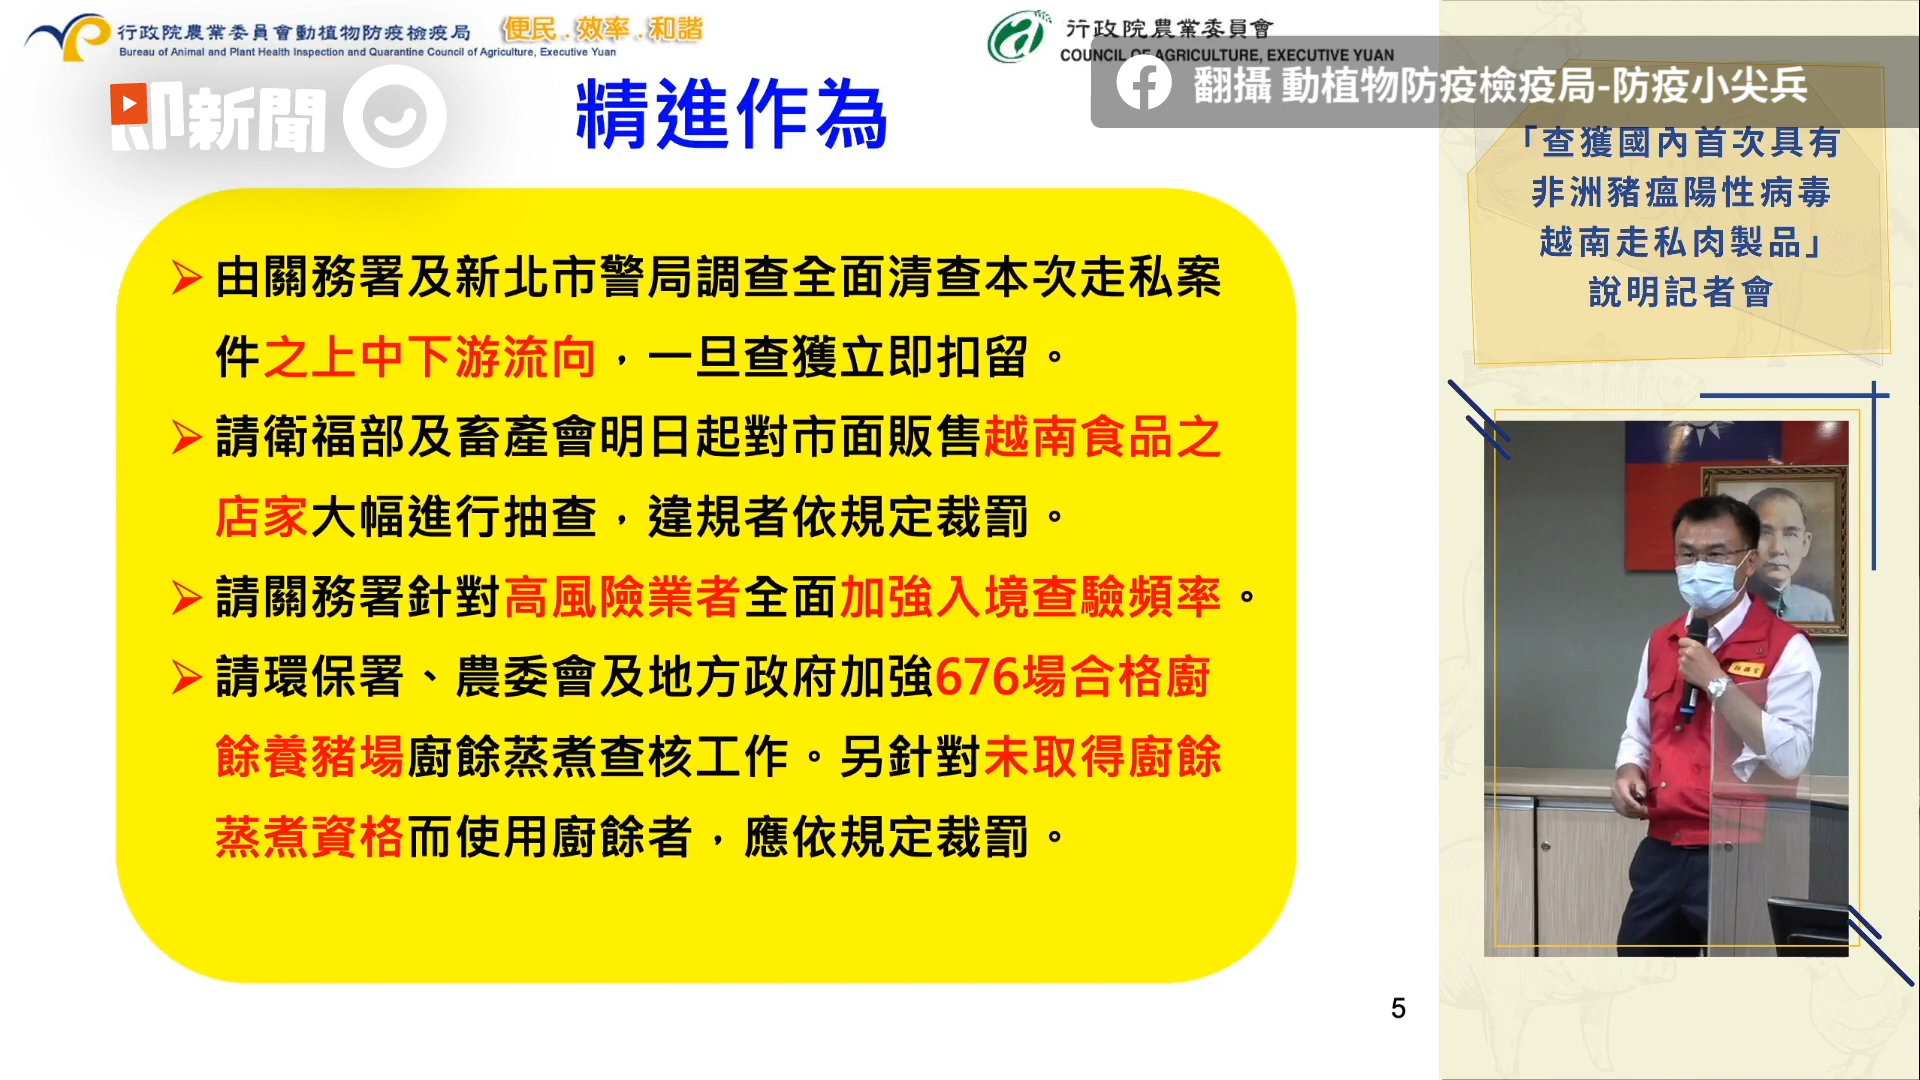 行政院農業委員會動植物防疫檢疫局 便民.效率.和諧
Bureau of Animal and Plant Health Inspection and Quarantine Council of Agriculture, Executive Yuan
行政院農業委員會
COUNCIL OF AGRICULTURE, EXECUTIVE YUAN
翻攝 動植物防疫檢疫局-防疫小尖兵
即新聞
精進作為
由關務署及新北市警局調查全面清查本次走私案
件之上中下游流向，一旦查獲立即扣留。
請衛福部及畜產會明日起對市面販售越南食品之
店家大幅進行抽查，違規者依規定裁罰。
請關務署針對高風險業者全面加強入境查驗頻率。
請環保署、農委會及地方政府加強676場合格廚
餘養豬場廚餘蒸煮查核工作。另針對未取得廚餘
蒸煮資格而使用廚餘者，應依規定裁罰。
5
「查獲國內首次具有
非洲豬瘟陽性病毒
越南走私肉製品」
說明記者會